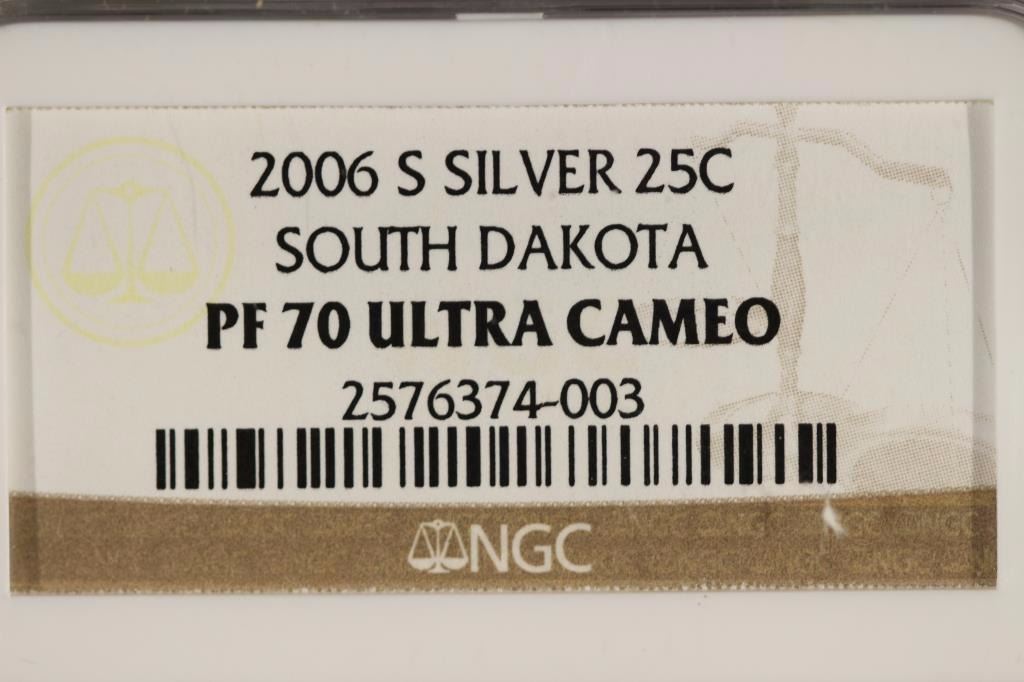 2006 S SILVER 25C
SOUTH DAKOTA
PF 70 ULTRA CAMEO
2576374-003
NGC